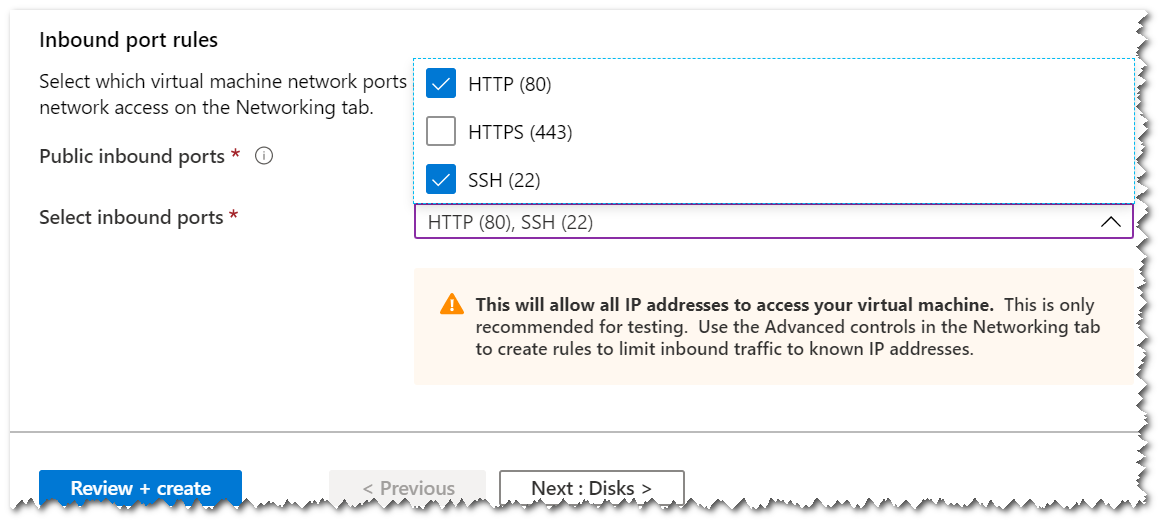 Inbound port rules
Select which virtual machine network ports
network access on the Networking tab.
HTTP (80)
HTTPS (443)
SSH (22)
Public inbound ports *
Select inbound ports *
HTTP (80), SSH (22)
This will allow all IP addresses to access your virtual machine. This is only
recommended for testing. Use the Advanced controls in the Networking tab
to create rules to limit inbound traffic to known IP addresses.
Review + create
< Previous
Next : Disks >